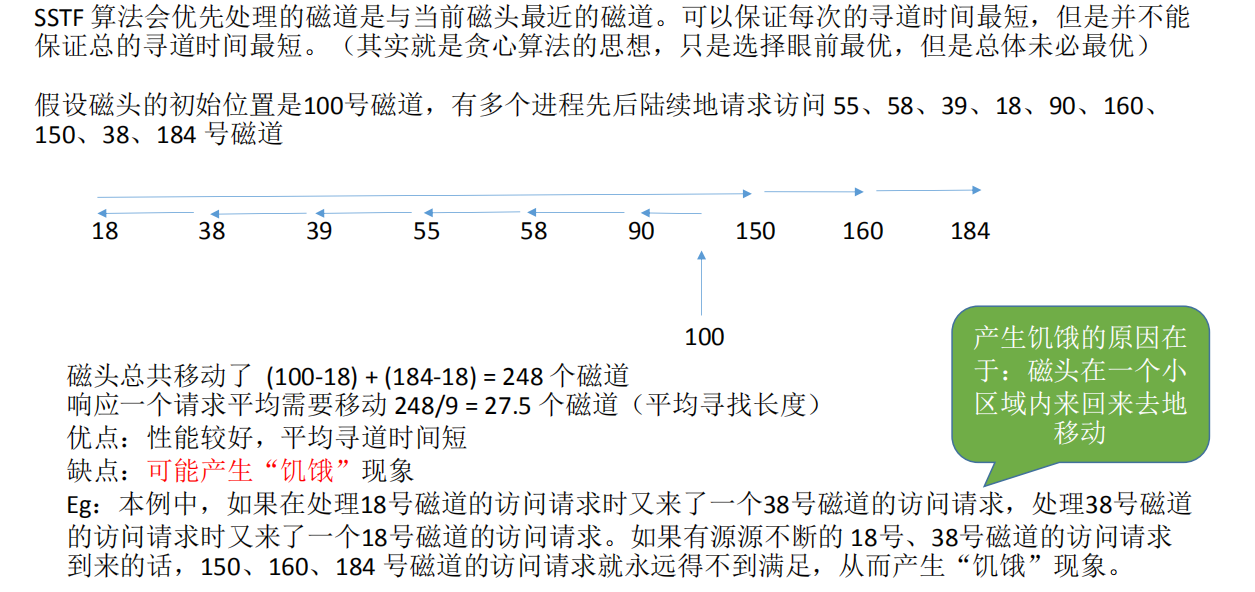 SSTF 算法会优先处理的磁道是与当前磁头最近的磁道。可以保证每次的寻道时间最短，但是并不能
保证总的寻道时间最短。（其实就是贪心算法的思想，只是选择眼前最优，但是总体未必最优）
假设磁头的初始位置是100号磁道，有多个进程先后陆续地请求访问 55、58、39、18、90、160、
150、38、184 号磁道
18 38 39 55 58 90 150 160 184
100
产生饥饿的原因在
于：磁头在一个小
区域内来回来去地
移动
磁头总共移动了 (100-18) + (184-18) = 248 个磁道
响应一个请求平均需要移动 248/9 = 27.5 个磁道（平均寻找长度）
优点：性能较好，平均寻道时间短
缺点：可能产生“饥饿”现象
Eg：本例中，如果在处理18号磁道的访问请求时又来了一个38号磁道的访问请求，处理38号磁道
的访问请求时又来了一个18号磁道的访问请求。如果有源源不断的 18号、38号磁道的访问请求
到来的话，150、160、184 号磁道的访问请求就永远得不到满足，从而产生“饥饿”现象。